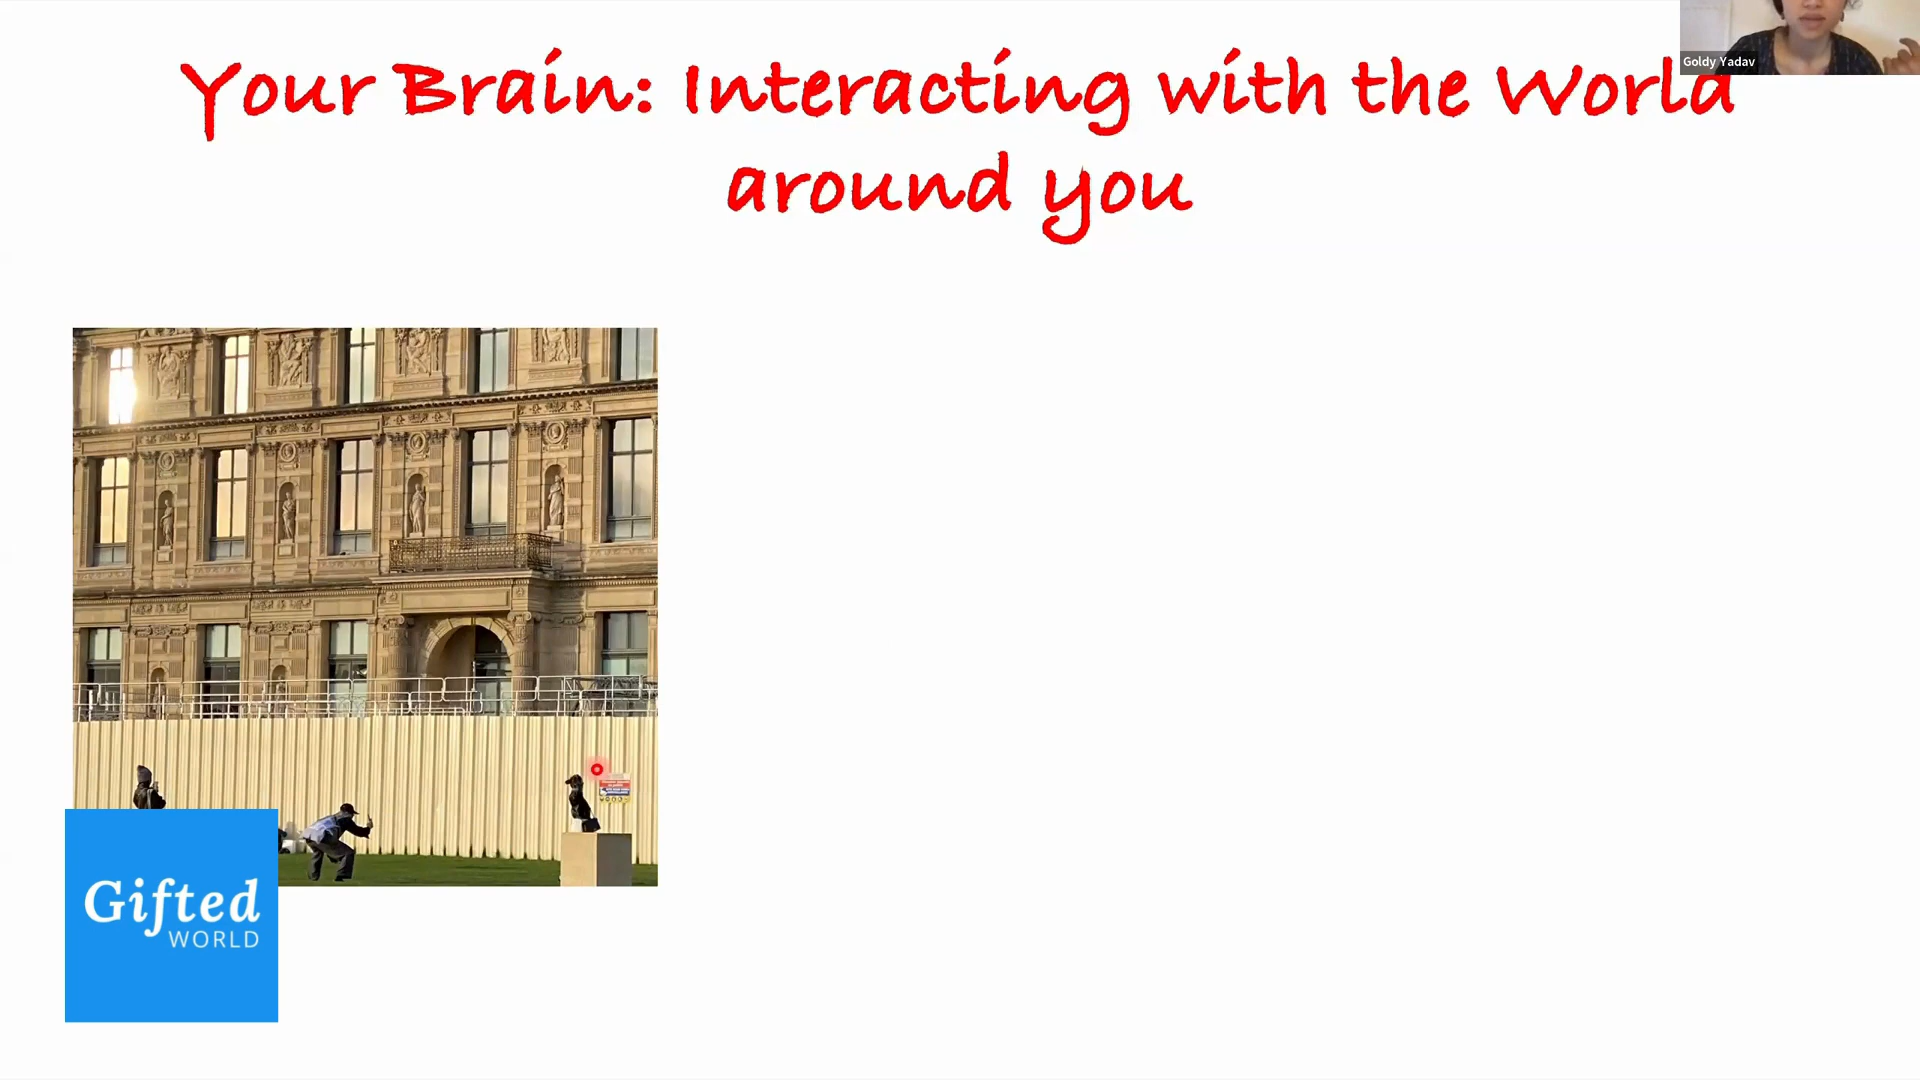 Goldy Yadav
Your Brain: Interacting with the World
around you
Gifted
WORLD